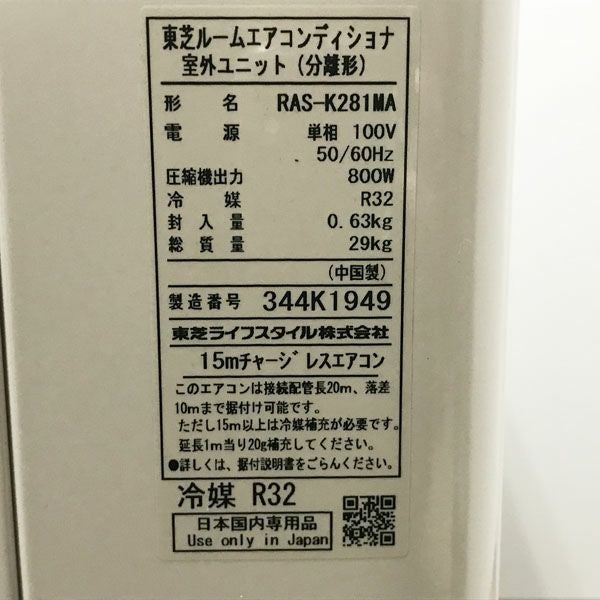 東芝ルームエアコンディショナ
室外ユニット（分離形）
形 名 RAS-K281MA
電 源 単相 100V
50/60Hz
圧縮機出力 800W
冷 媒 R32
封 入 量 0.63kg
総 質 量 29kg
（中国製）
製造番号 344K1949
東芝ライフスタイル株式会社
15mチャージレスエアコン
このエアコンは接続配管長20m、落差
10mまで据付け可能です。
ただし15m以上は冷媒補充が必要です。
延長1m当り20g補充してください。
●詳しくは、据付説明書をごらんください。
冷媒 R32
日本国内専用品
Use only in Japan